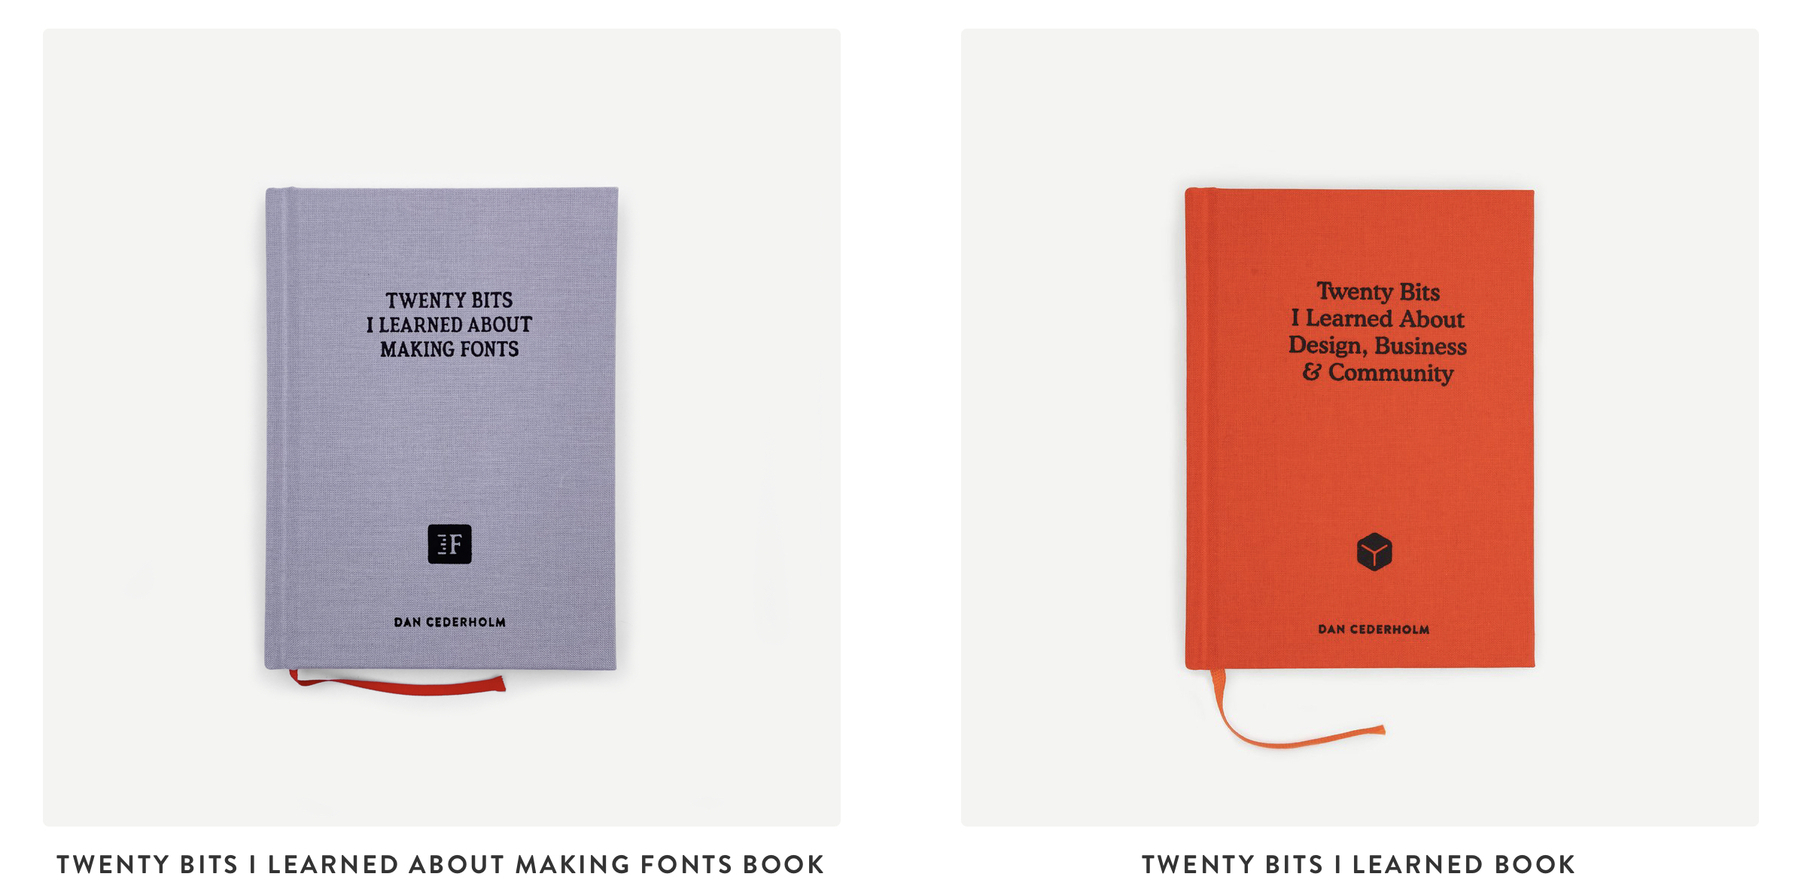 TWENTY BITS
I LEARNED ABOUT
MAKING FONTS
F
DAN CEDERHOLM
TWENTY BITS I LEARNED ABOUT MAKING FONTS BOOK
Twenty Bits
I Learned About
Design, Business
& Community
DAN CEDERHOLM
TWENTY BITS I LEARNED BOOK